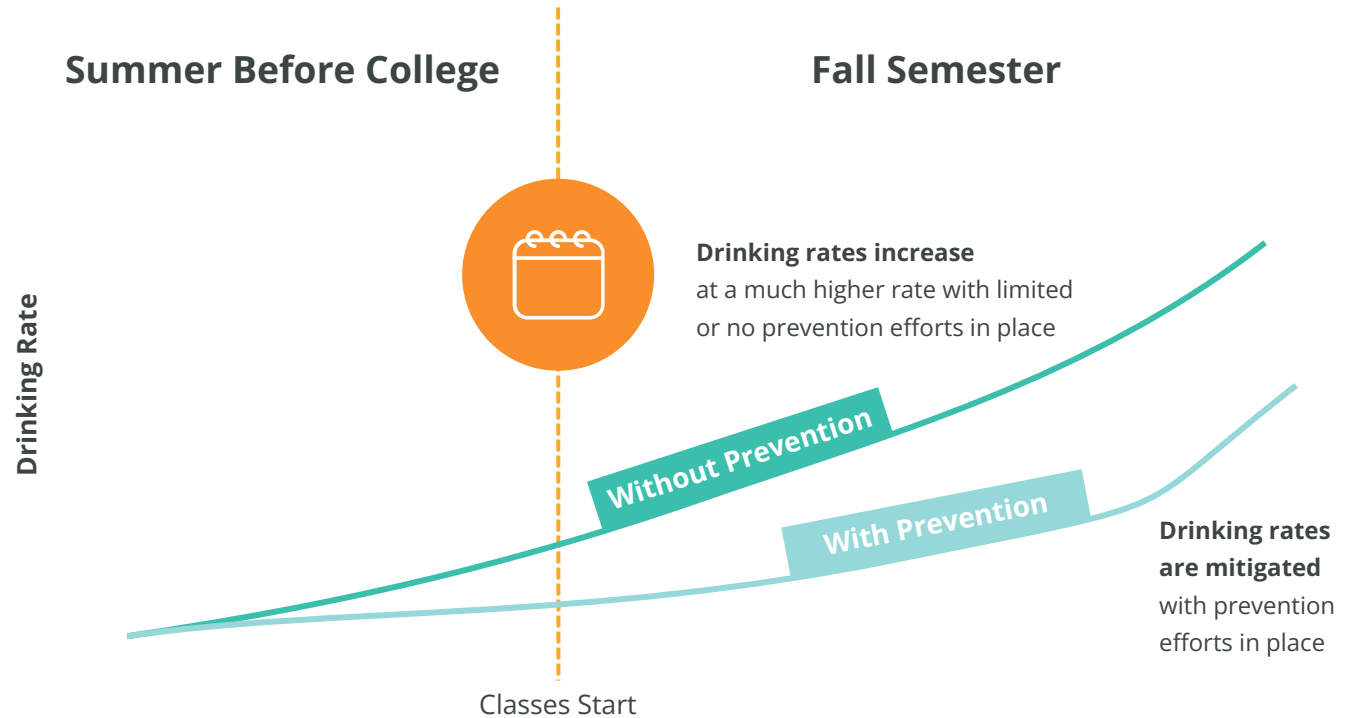 Summer Before College
Fall Semester
Drinking rates increase
at a much higher rate with limited
or no prevention efforts in place
Drinking Rate
Without Prevention
With Prevention
Drinking rates
are mitigated
with prevention
efforts in place
Classes Start